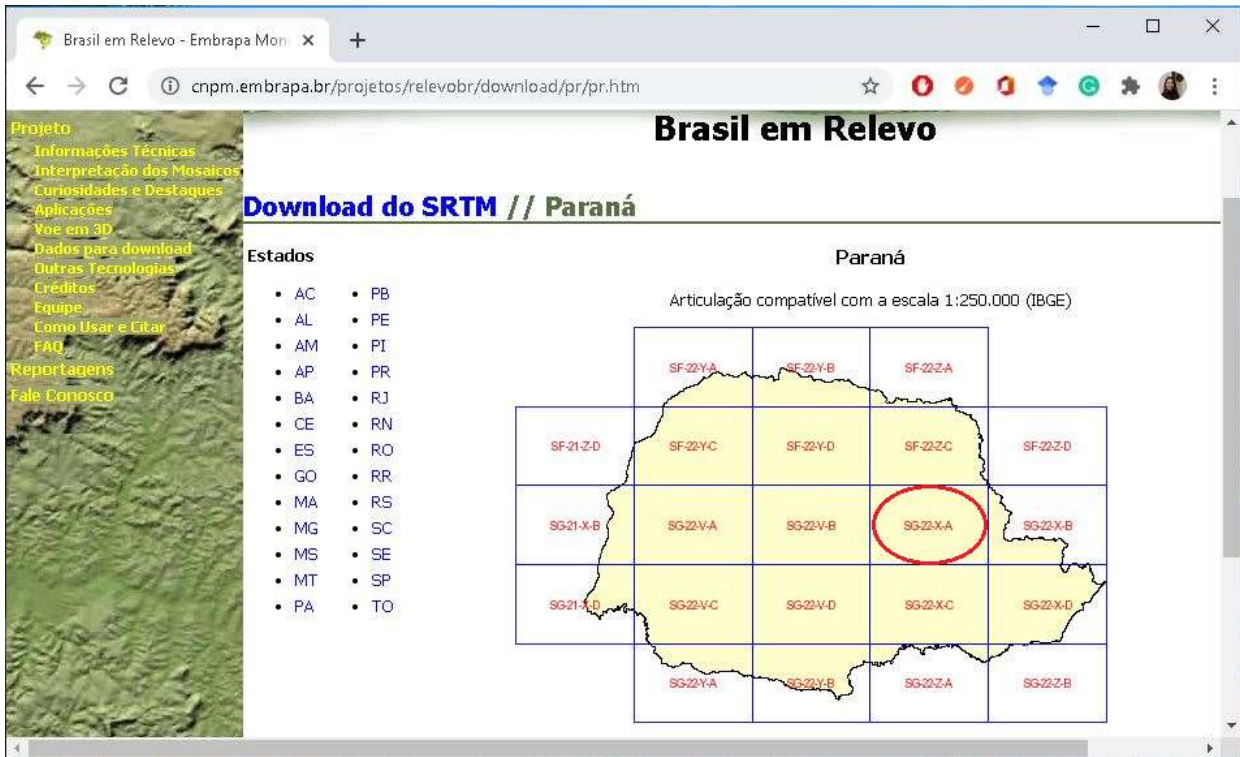 Brasil em Relevo - Embrapa Mon
cnpm.embrapa.br/projetos/relevobr/download/pr/pr.htm
Projeto
Informações Técnicas
Interpretação dos Mosaicos
Curiosidades e Destaques
Aplicações
Voe em 3D
Dados para download
Outras Tecnologias
Créditos
Equipe
Como Usar e Citar
FAQ
Reportagens
Fale Conosco
Brasil em Relevo
Download do SRTM // Paraná
Estados
• AC • PB
• AL • PE
• AM • PI
• AP • PR
• BA • RJ
• CE • RN
• ES • RO
• GO • RR
• MA • RS
• MG • SC
• MS • SE
• MT • SP
• PA • TO
Paraná
Articulação compatível com a escala 1:250.000 (IBGE)
SF-22-Y-A SF-22-Y-B SF-22-Z-A
SF-21-Z-D SF-22-Y-C SF-22-Y-D SF-22-Z-C SF-22-Z-D
SG-21-X-B SG-22-V-A SG-22-V-B SG-22-X-A SG-22-X-B
SG-21-X-D SG-22-V-C SG-22-V-D SG-22-X-C SG-22-X-D
SG-22-Y-A SG-22-Y-B SG-22-Z-A SG-22-Z-B